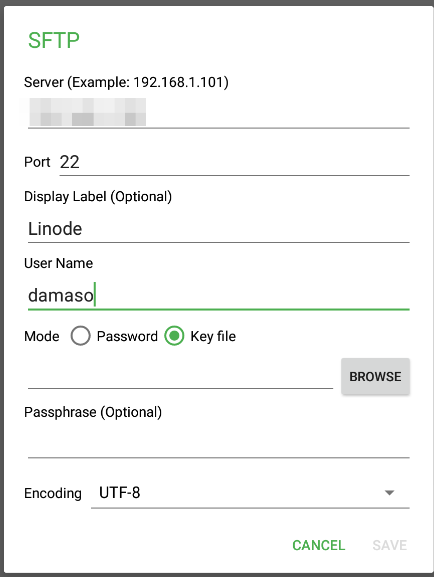 SFTP
Server (Example: 192.168.1.101)
Port 22
Display Label (Optional)
Linode
User Name
damaso
Mode Password Key file
BROWSE
Passphrase (Optional)
Encoding UTF-8
CANCEL SAVE